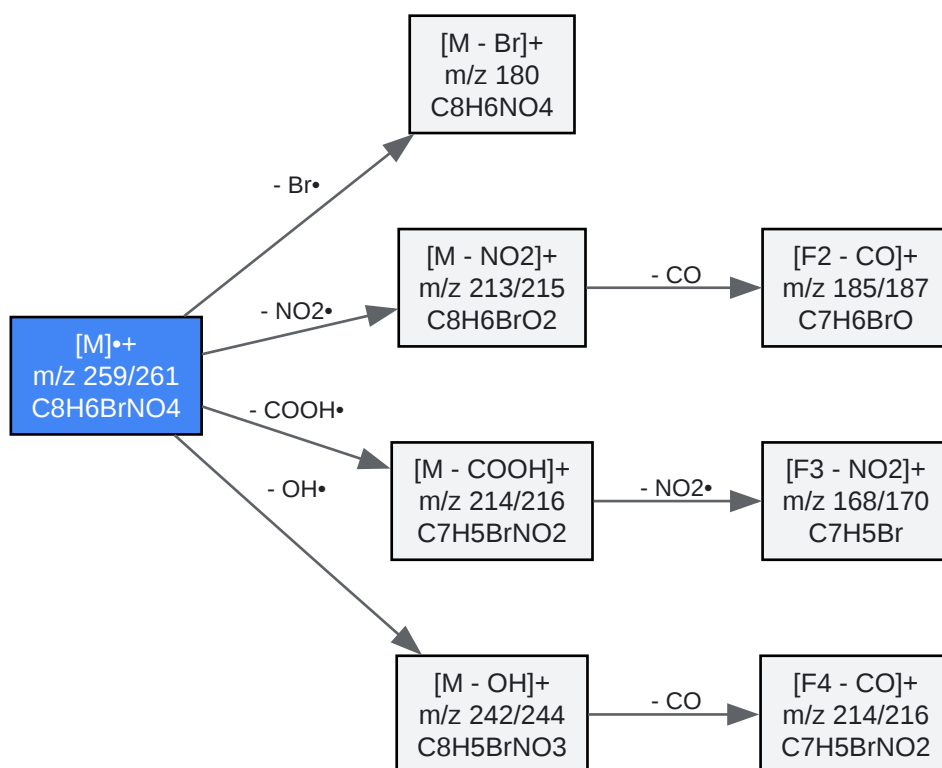 [M - Br]+
m/z 180
C8H6NO4
- Br•
[M - NO2]+
m/z 213/215
C8H6BrO2
- CO
[F2 - CO]+
m/z 185/187
C7H6BrO
- NO2•
[M]•+
m/z 259/261
C8H6BrNO4
- COOH•
[M - COOH]+
m/z 214/216
C7H5BrNO2
- NO2•
[F3 - NO2]+
m/z 168/170
C7H5Br
- OH•
[M - OH]+
m/z 242/244
C8H5BrNO3
- CO
[F4 - CO]+
m/z 214/216
C7H5BrNO2